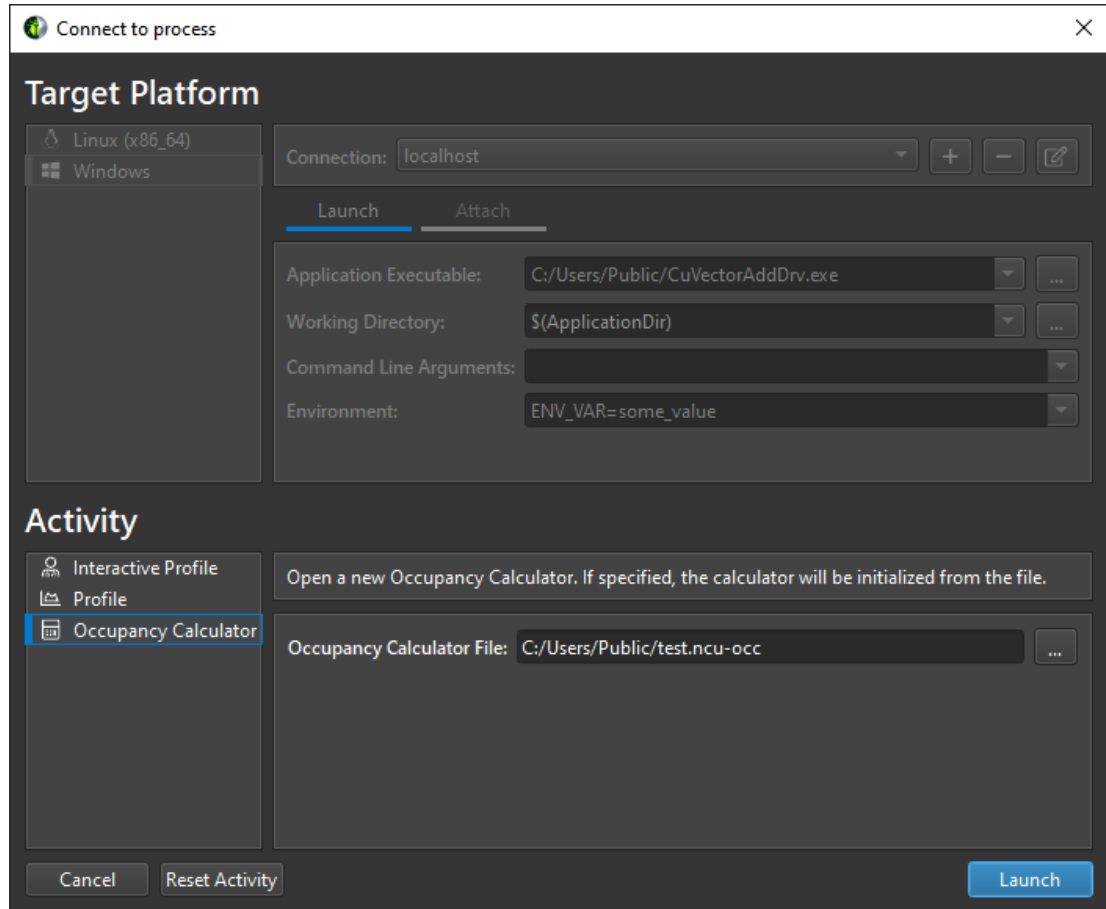 Connect to process
Target Platform
Linux (x86_64)
Windows
Connection: localhost
Launch Attach
Application Executable: C:/Users/Public/CuVectorAddDrv.exe ...
Working Directory: $(ApplicationDir) ...
Command Line Arguments:
Environment: ENV_VAR=some_value
Activity
Interactive Profile
Profile
Occupancy Calculator
Open a new Occupancy Calculator. If specified, the calculator will be initialized from the file.
Occupancy Calculator File: C:/Users/Public/test.ncu-occ ...
Cancel Reset Activity Launch